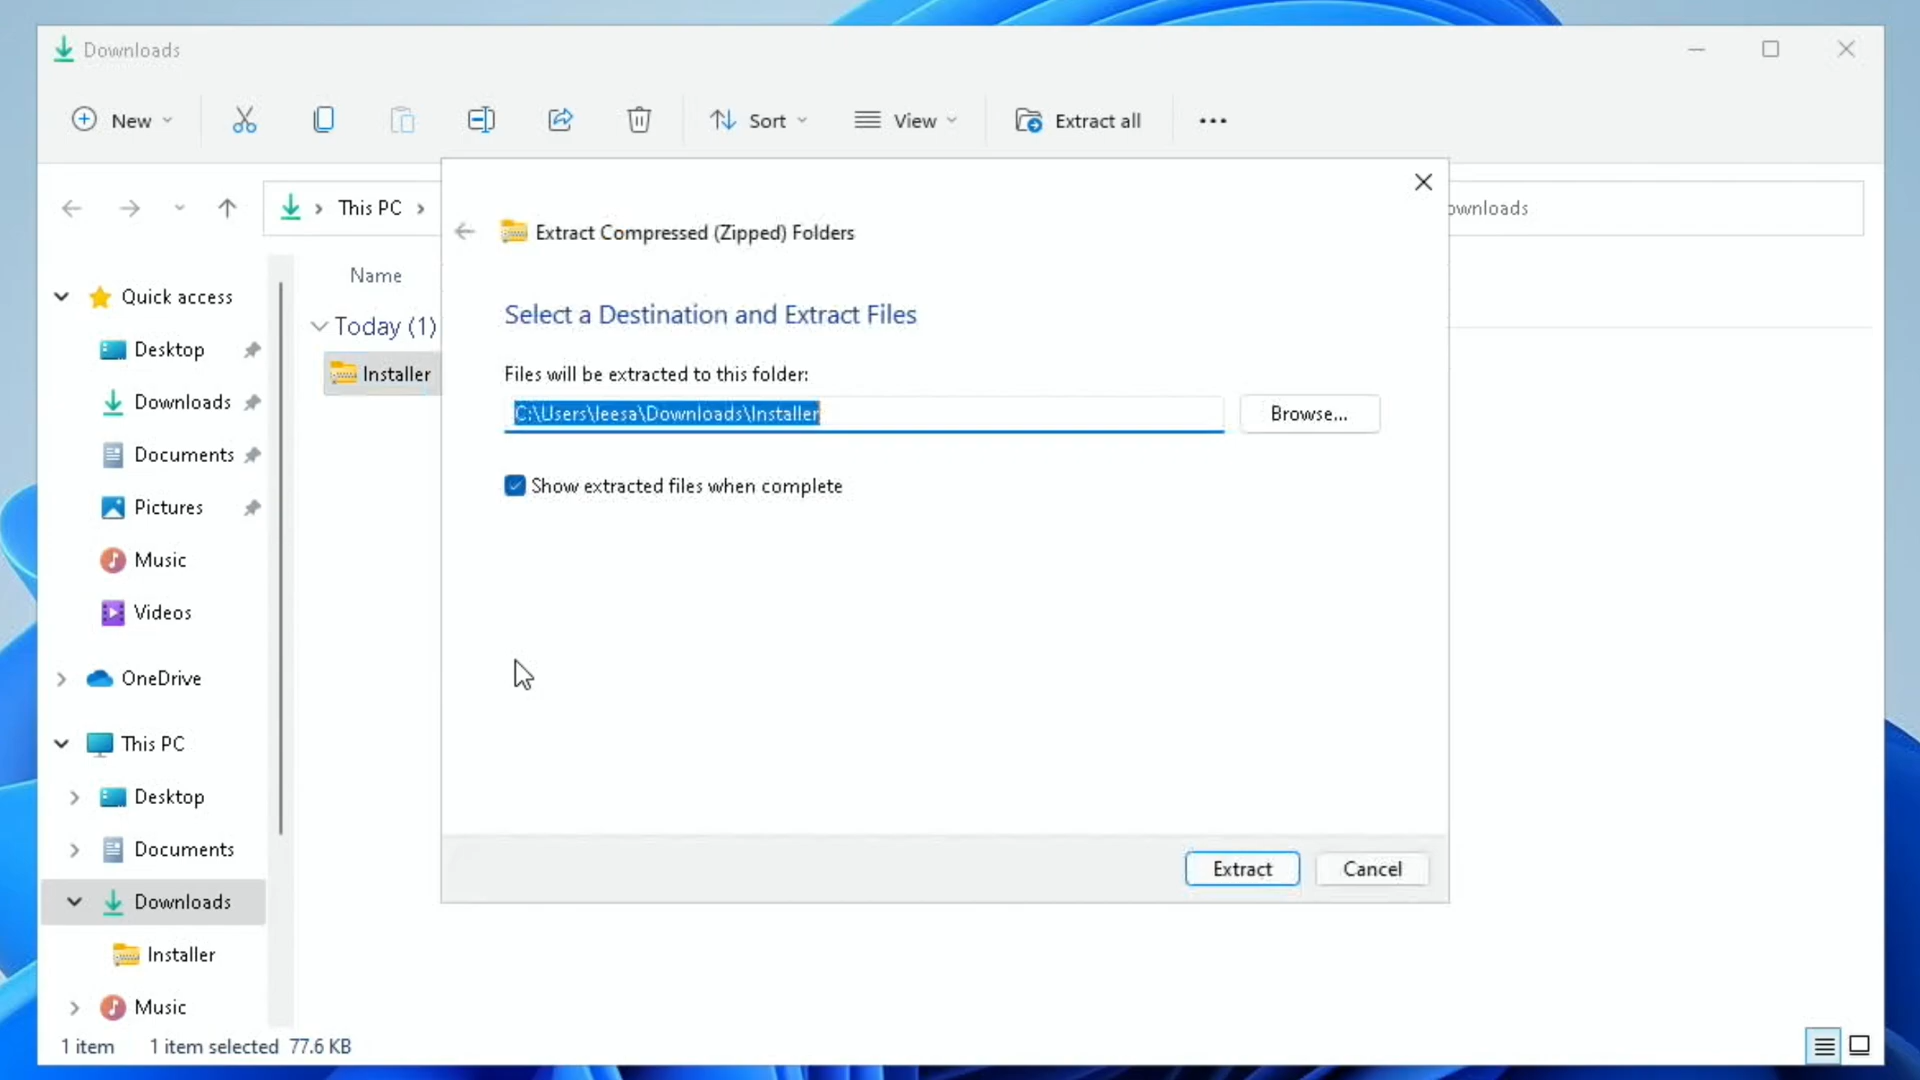 Downloads
New
Sort
View
Extract all
This PC
ownloads
Extract Compressed (Zipped) Folders
Name
Quick access
Select a Destination and Extract Files
Today (1)
Desktop
Installer
Files will be extracted to this folder:
Downloads
C:\Users\leesa\Downloads\Installer
Browse...
Documents
Show extracted files when complete
Pictures
Music
Videos
OneDrive
This PC
Desktop
Documents
Extract
Cancel
Downloads
Installer
Music
1 item
1 item selected 77.6 KB